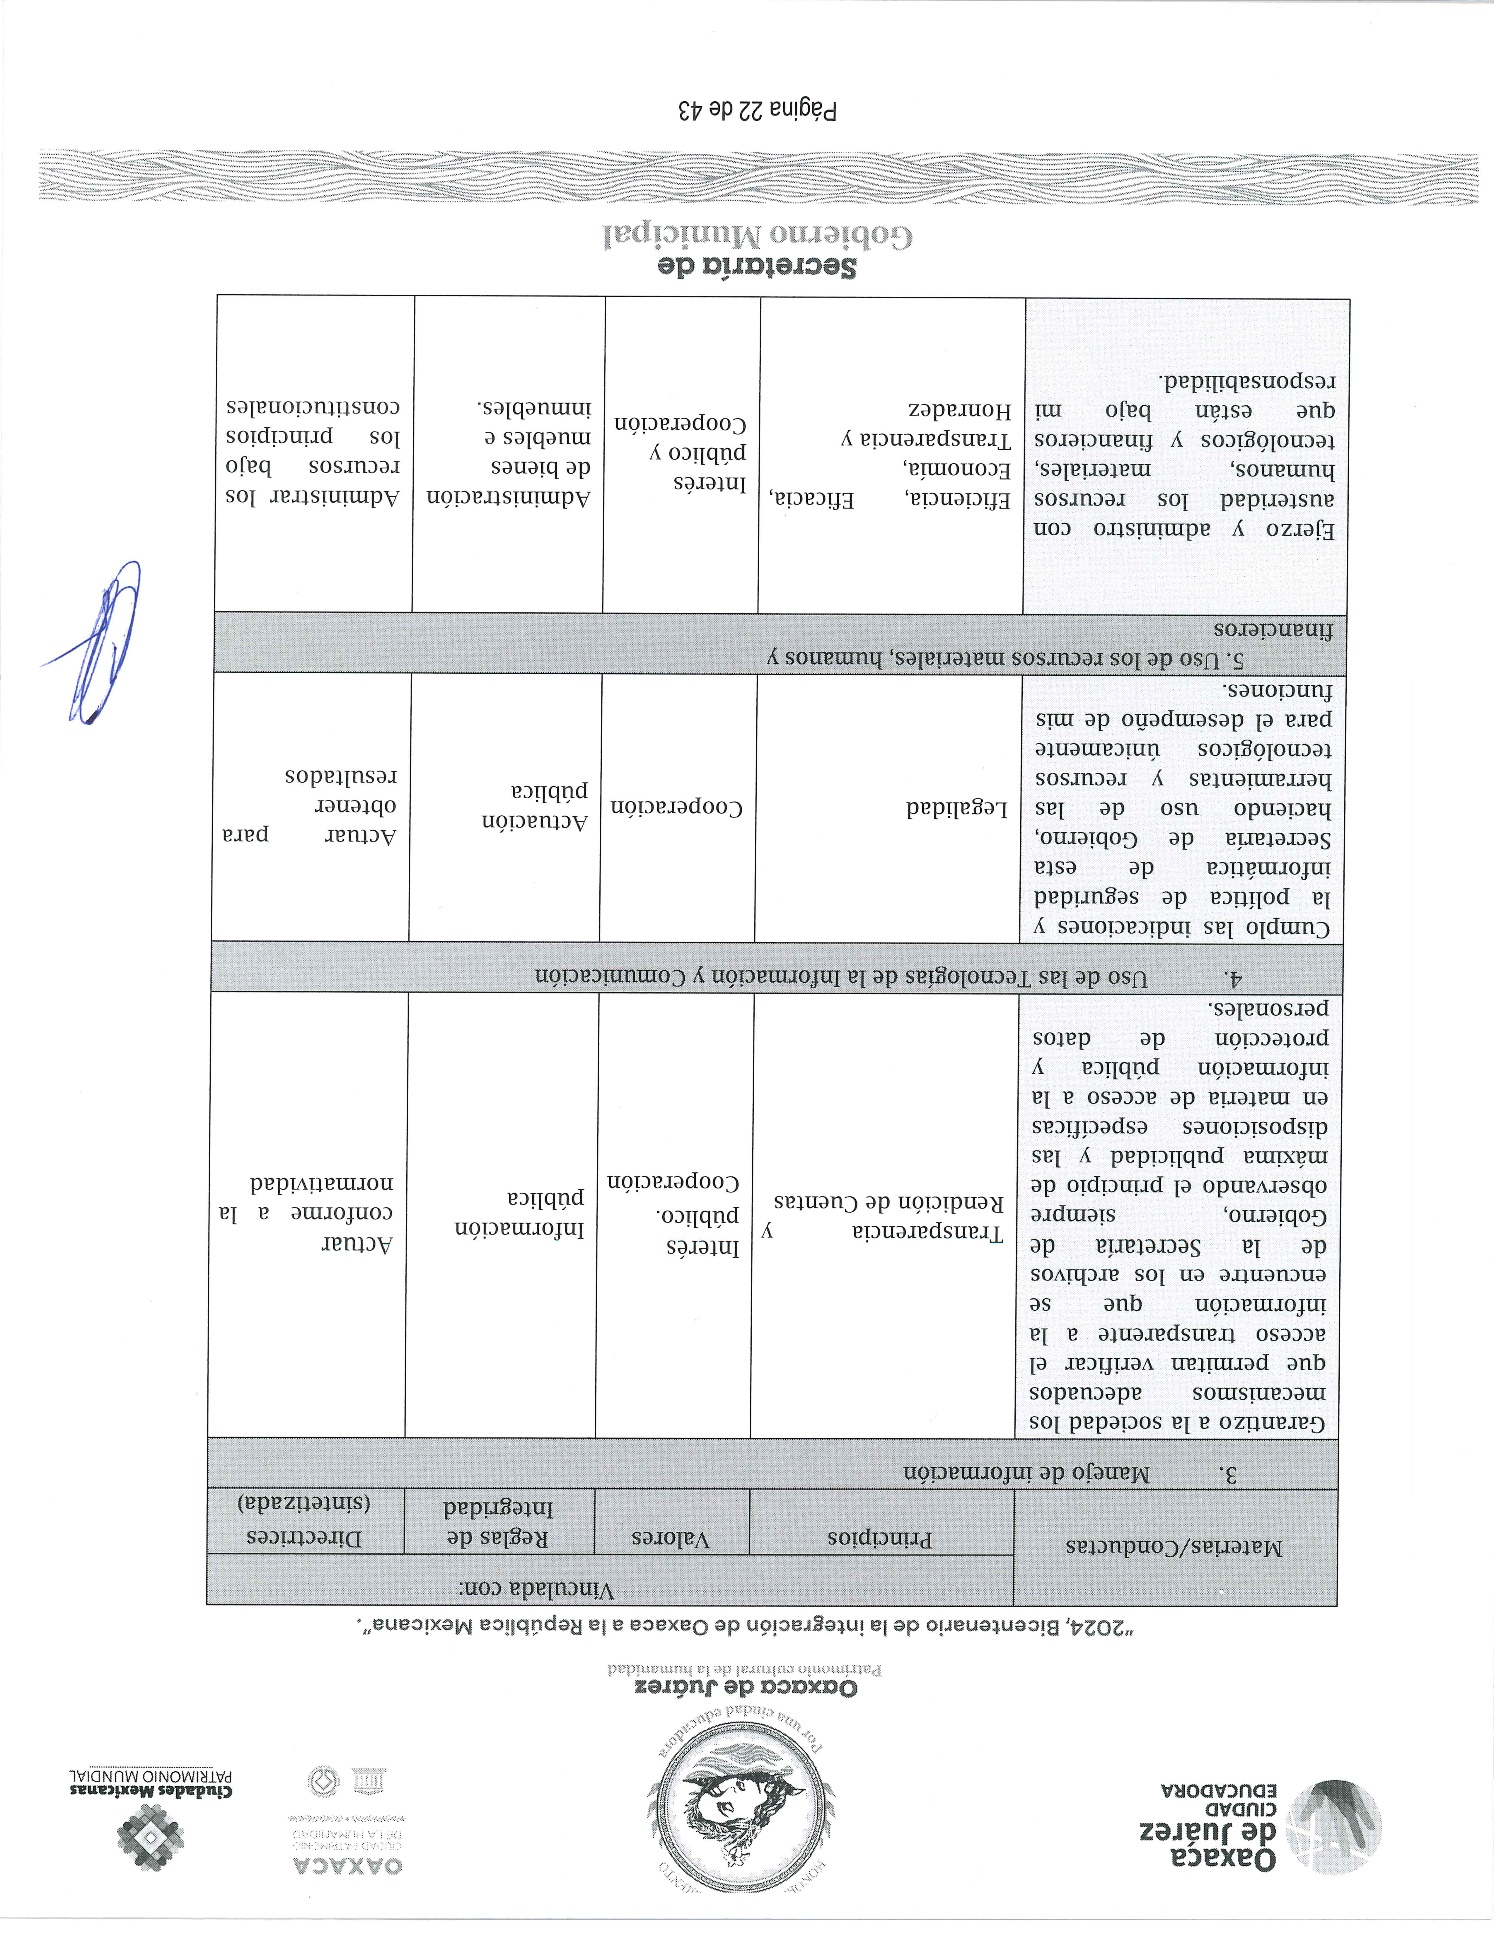 Oaxaca
de Juárez
CIUDAD
EDUCADORA
Por una ciudad educadora
Oaxaca de Juárez
Patrimonio cultural de la humanidad
OAXACA
Ciudades Mexicanas
PATRIMONIO MUNDIAL
"2024, Bicentenario de la integración de Oaxaca a la República Mexicana".
Materias/Conductas
Vinculada con:
Principios
Valores
Reglas de
Integridad
Directrices
(sintetizada)
3. Manejo de información
Garantizo a la sociedad los
mecanismos adecuados
que permitan verificar el
acceso transparente a la
información que se
encuentre en los archivos
de la Secretaría de
Gobierno, siempre
observando el principio de
máxima publicidad y las
disposiciones específicas
en materia de acceso a la
información pública y
protección de datos
personales.
Transparencia y
Rendición de Cuentas
Interés
público.
Cooperación
Información
pública
Actuar
conforme a la
normatividad
4. Uso de las Tecnologías de la Información y Comunicación
Cumplo las indicaciones y
la política de seguridad
informática de esta
Secretaría de Gobierno,
haciendo uso de las
herramientas y recursos
tecnológicos únicamente
para el desempeño de mis
funciones.
Legalidad
Cooperación
Actuación
pública
Actuar para
obtener
resultados
5. Uso de los recursos materiales, humanos y
financieros
Ejerzo y administro con
austeridad los recursos
humanos, materiales,
tecnológicos y financieros
que están bajo mi
responsabilidad.
Eficiencia, Eficacia,
Economía,
Transparencia y
Honradez
Interés
público y
Cooperación
Administración
de bienes
muebles e
inmuebles.
Administrar los
recursos bajo
los principios
constitucionales
Secretaría de
Gobierno Municipal
Página 22 de 43